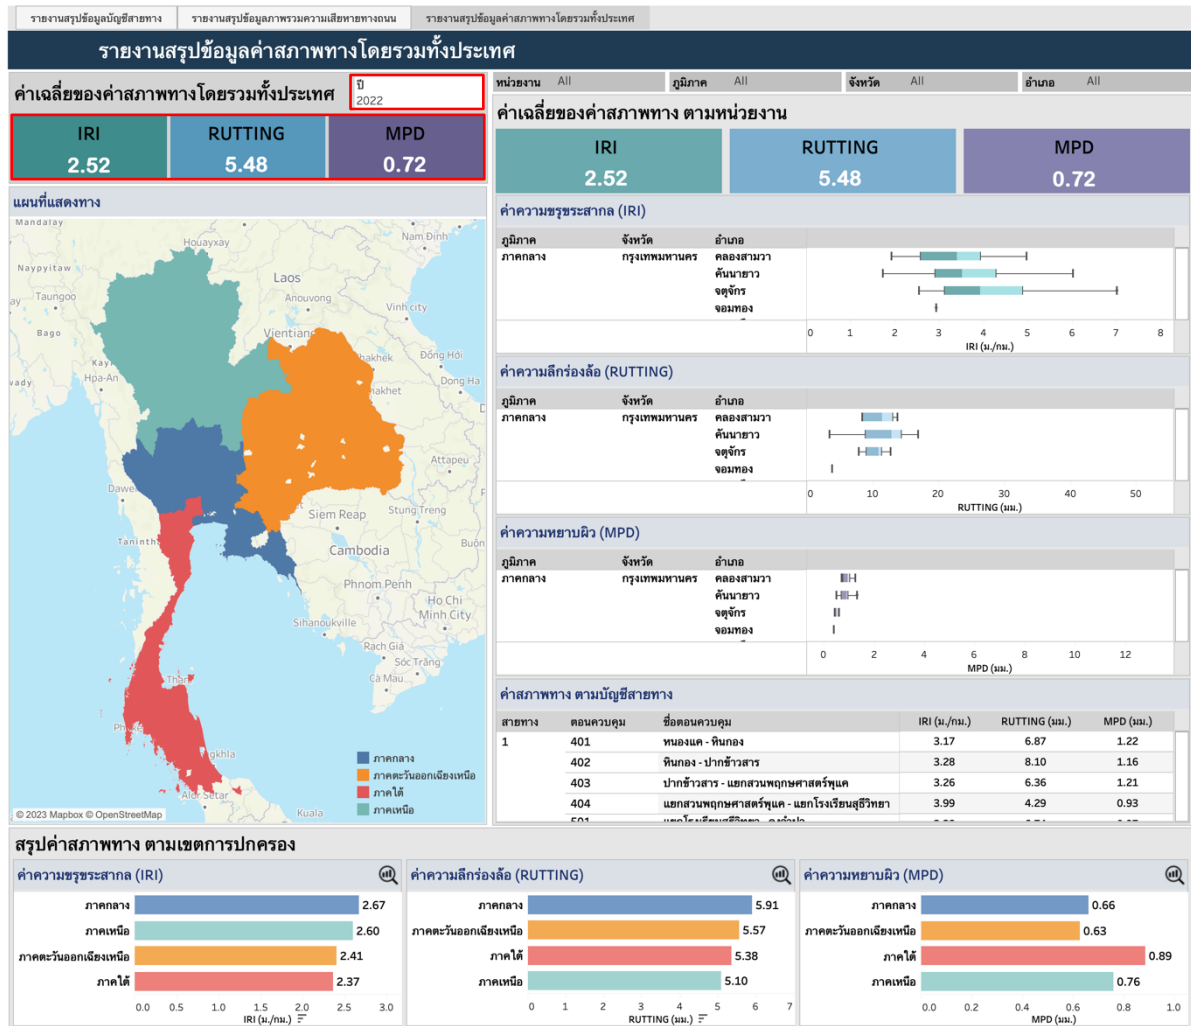 รายงานสรุปข้อมูลบัญชีสายทาง
รายงานสรุปข้อมูลภาพรวมความเสียหายทางถนน
รายงานสรุปข้อมูลค่าสภาพทางโดยรวมทั้งประเทศ
รายงานสรุปข้อมูลค่าสภาพทางโดยรวมทั้งประเทศ
ค่าเฉลี่ยของค่าสภาพทางโดยรวมทั้งประเทศ
ปี
2022
IRI RUTTING MPD
2.52 5.48 0.72
แผนที่แสดงทาง
Mandalay
Houayxay
Nam Định
Naypyitaw
Laos
Taungoo
Anouvong
Vinh city
Bago
Vientiane
Đồng Hới
Hpa-An
Dong Ha
Attapeu
Dawei
Siem Reap
Stung Treng
Cambodia
Phnom Penh
Ho Chi
Minh City
Sihanoukville
Rach Giá
Sóc Trăng
Cà Mau
Alor Setar
Kuala
ภาคกลาง
ภาคตะวันออกเฉียงเหนือ
ภาคใต้
ภาคเหนือ
© 2023 Mapbox © OpenStreetMap
หน่วยงาน All ภูมิภาค All จังหวัด All อำเภอ All
ค่าเฉลี่ยของค่าสภาพทาง ตามหน่วยงาน
IRI RUTTING MPD
2.52 5.48 0.72
ค่าความขรุขระสากล (IRI)
ภูมิภาค จังหวัด อำเภอ
ภาคกลาง กรุงเทพมหานคร คลองสามวา
คันนายาว
จตุจักร
จอมทอง
0 1 2 3 4 5 6 7 8
IRI (ม./กม.)
ค่าความลึกร่องล้อ (RUTTING)
ภูมิภาค จังหวัด อำเภอ
ภาคกลาง กรุงเทพมหานคร คลองสามวา
คันนายาว
จตุจักร
จอมทอง
0 10 20 30 40 50
RUTTING (มม.)
ค่าความหยาบผิว (MPD)
ภูมิภาค จังหวัด อำเภอ
ภาคกลาง กรุงเทพมหานคร คลองสามวา
คันนายาว
จตุจักร
จอมทอง
0 2 4 6 8 10 12
MPD (มม.)
ค่าสภาพทาง ตามบัญชีสายทาง
สายทาง ตอนควบคุม ชื่อตอนควบคุม IRI (ม./กม.) RUTTING (มม.) MPD (มม.)
1 401 หนองแค - หินกอง 3.17 6.87 1.22
402 หินกอง - ปากข้าวสาร 3.28 8.10 1.16
403 ปากข้าวสาร - แยกสวนพฤกษศาสตร์พุแค 3.26 6.36 1.21
404 แยกสวนพฤกษศาสตร์พุแค - แยกโรงเรียนสุธีวิทยา 3.99 4.29 0.93
สรุปค่าสภาพทาง ตามเขตการปกครอง
ค่าความขรุขระสากล (IRI)
ภาคกลาง 2.67
ภาคเหนือ 2.60
ภาคตะวันออกเฉียงเหนือ 2.41
ภาคใต้ 2.37
0.0 0.5 1.0 1.5 2.0 2.5 3.0
IRI (ม./กม.)
ค่าความลึกร่องล้อ (RUTTING)
ภาคกลาง 5.91
ภาคตะวันออกเฉียงเหนือ 5.57
ภาคใต้ 5.38
ภาคเหนือ 5.10
0 1 2 3 4 5 6 7
RUTTING (มม.)
ค่าความหยาบผิว (MPD)
ภาคกลาง 0.66
ภาคตะวันออกเฉียงเหนือ 0.63
ภาคใต้ 0.89
ภาคเหนือ 0.76
0.0 0.2 0.4 0.6 0.8 1.0
MPD (มม.)